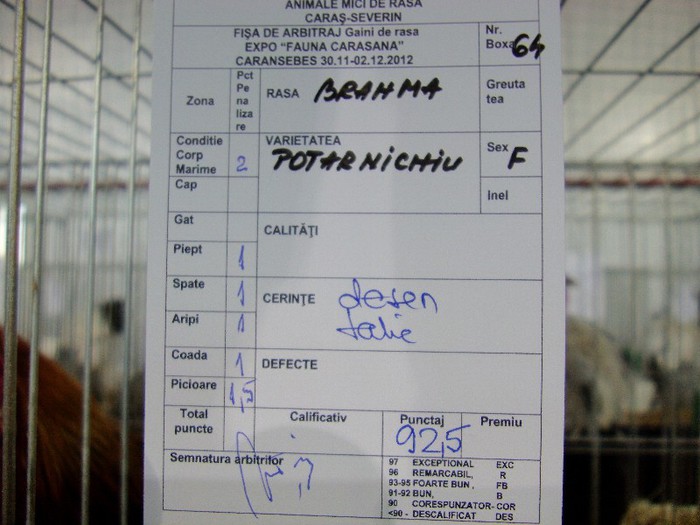 ANIMALE MICI DE RASA
CARAŞ-SEVERIN
FIŞA DE ARBITRAJ Gaini de rasa
EXPO "FAUNA CARASANA"
CARANSEBES 30.11-02.12.2012
Nr.
Boxa 64
Zona
Pct
Pe
na
liza
re
RASA BRAHMA
Greuta
tea
Conditie
Corp
Marime
2
VARIETATEA
POTARNICHIU
Sex F
Cap
Inel
Gat
CALITĂŢI
Piept 1
Spate 1
CERINŢE desen
talie
Aripi 1
Coada 1
DEFECTE
Picioare 1,5
Total
puncte
Calificativ
Punctaj
92,5
Premiu
Semnatura arbitrilor
97 EXCEPTIONAL EXC
96 REMARCABIL, R
93-95 FOARTE BUN, FB
91-92 BUN, B
90 CORESPUNZATOR-COR
<90 - DESCALIFICAT DES